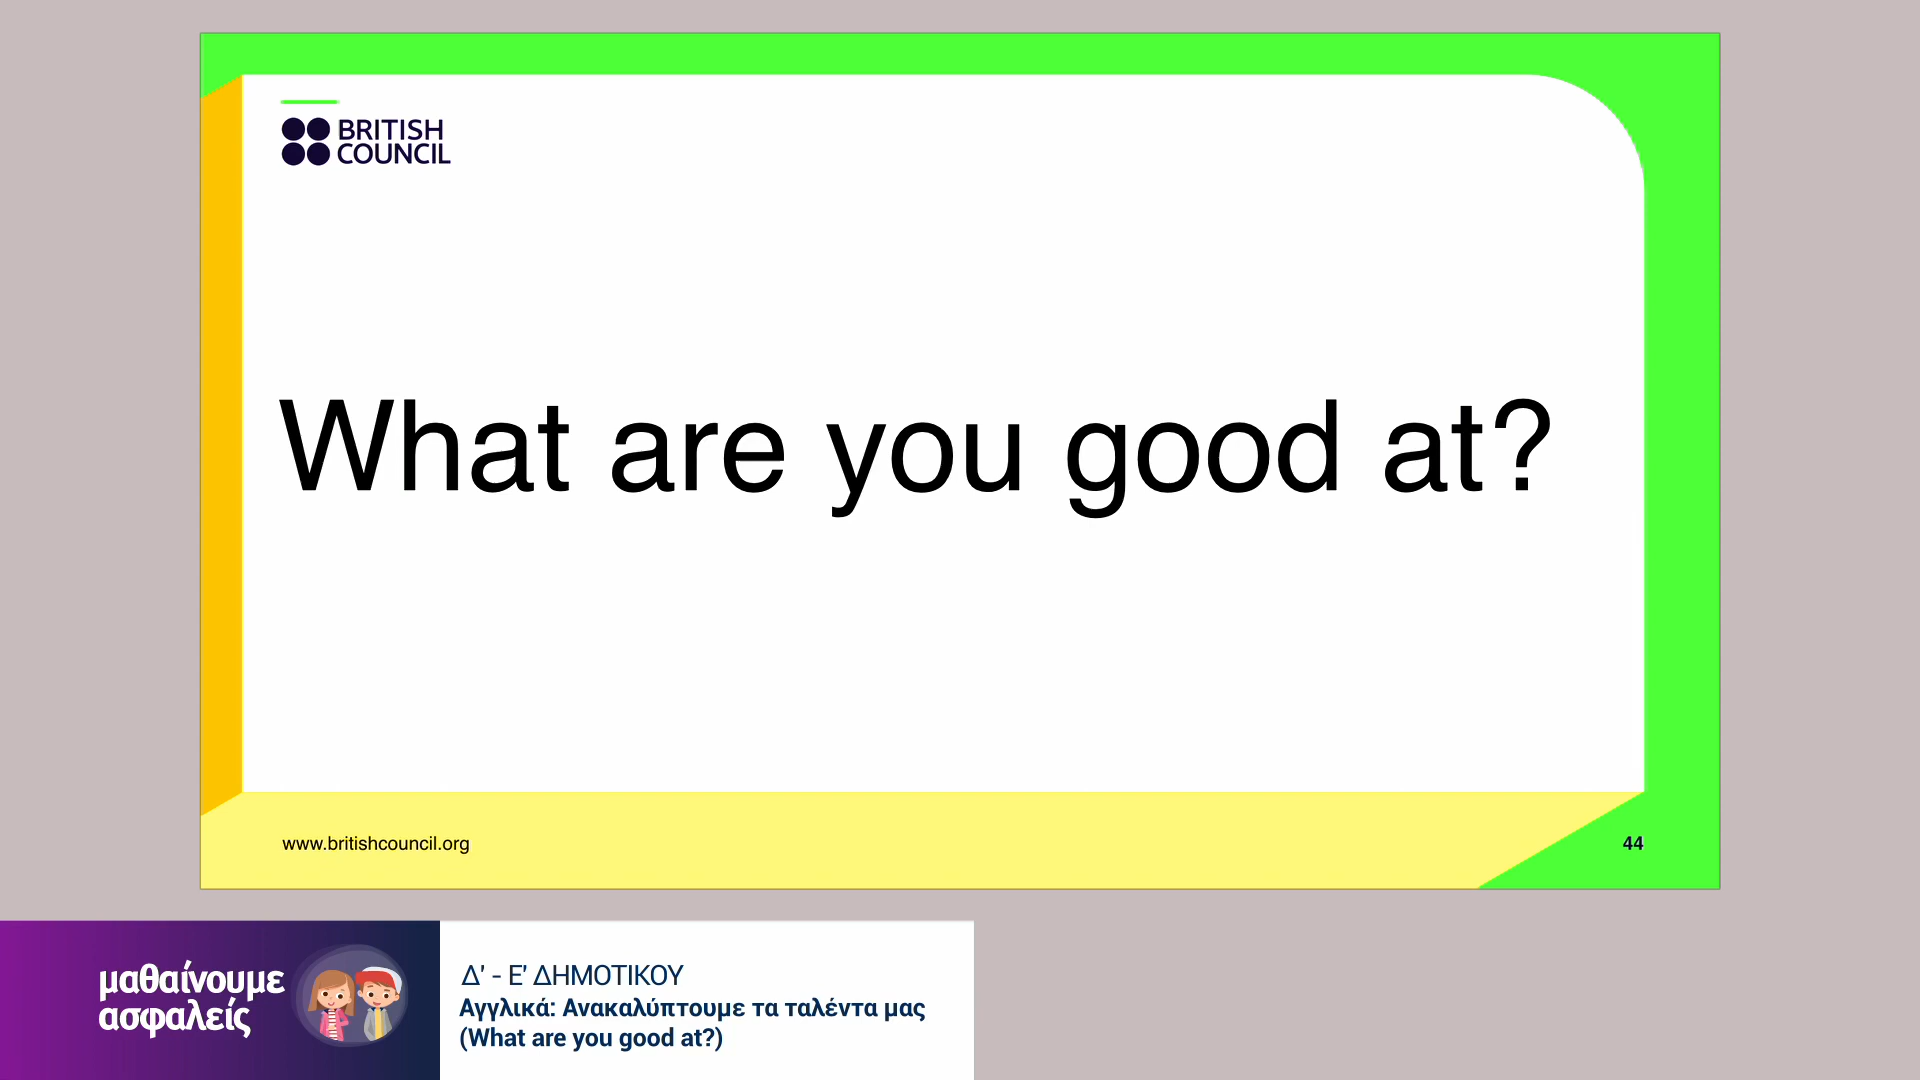 BRITISH
COUNCIL
What are you good at?
www.britishcouncil.org
44
μαθαίνουμε
ασφαλείς
Δ' - Ε' ΔΗΜΟΤΙΚΟΥ
Αγγλικά: Ανακαλύπτουμε τα ταλέντα μας
(What are you good at?)